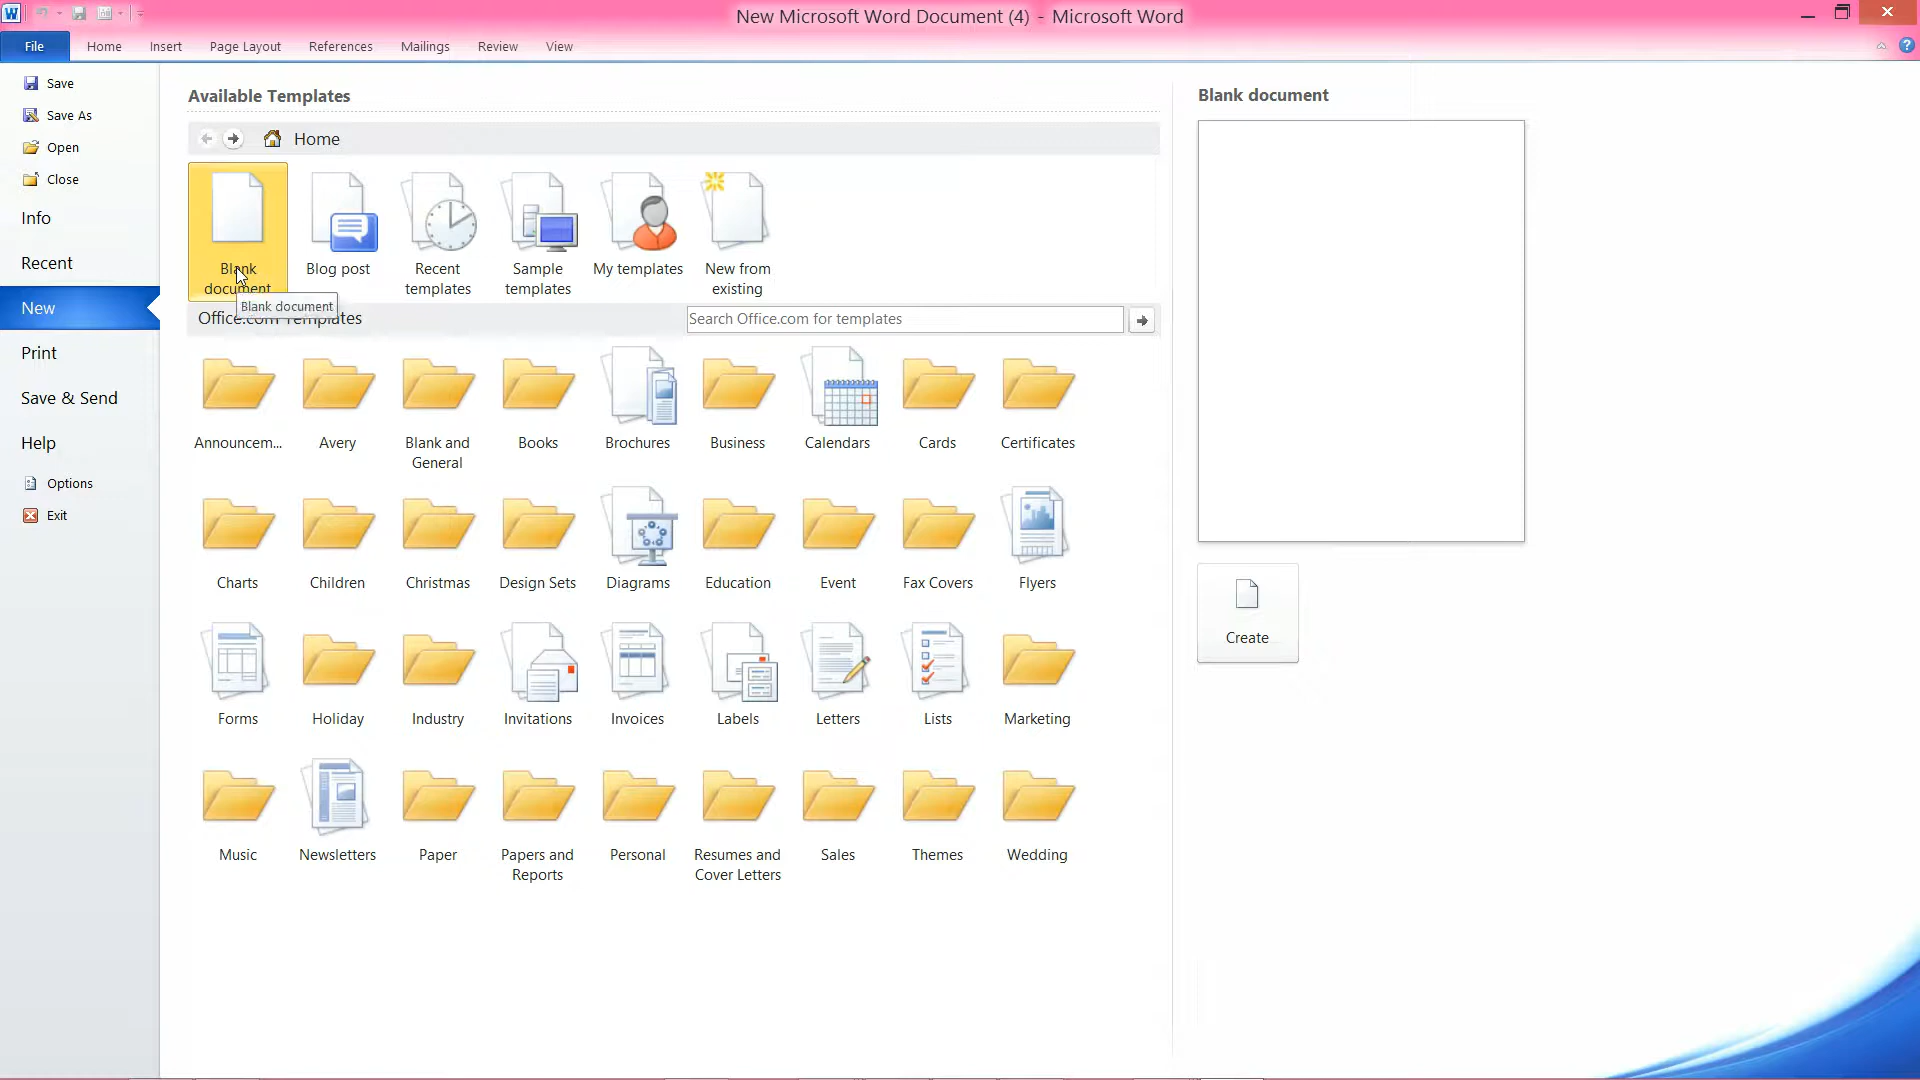 New Microsoft Word Document (4) - Microsoft Word
File Home Insert Page Layout References Mailings Review View
Save
Save As
Open
Close
Info
Recent
New
Print
Save & Send
Help
Options
Exit
Available Templates
Home
Blank document
Blog post
Recent templates
Sample templates
My templates
New from existing
Blank document
Office.com Templates
Search Office.com for templates
Announcem... Avery Blank and General Books Brochures Business Calendars Cards Certificates
Charts Children Christmas Design Sets Diagrams Education Event Fax Covers Flyers
Forms Holiday Industry Invitations Invoices Labels Letters Lists Marketing
Music Newsletters Paper Papers and Reports Personal Resumes and Cover Letters Sales Themes Wedding
Blank document
Create